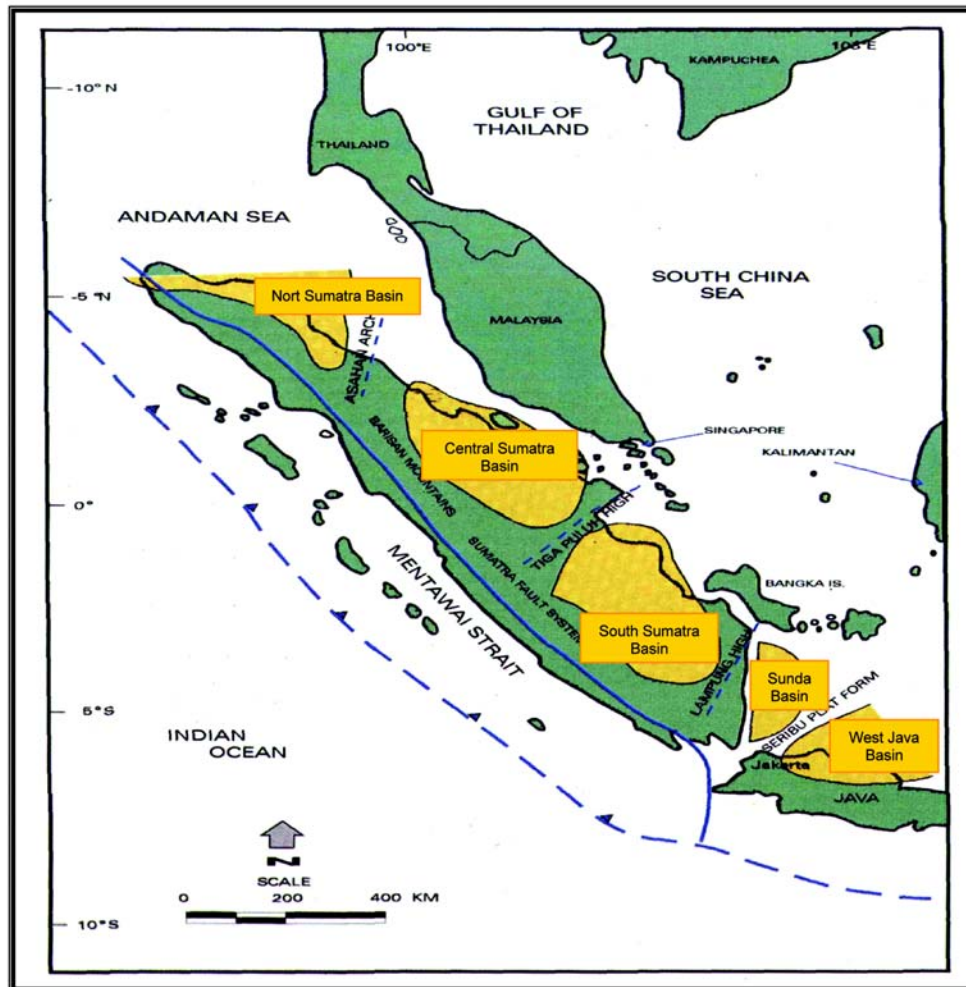 100°E
108°E
KAMPUCHEA
-10°N
GULF OF
THAILAND
THAILAND
ANDAMAN SEA
SOUTH CHINA
SEA
-5°N
Nort Sumatra Basin
MALAYSIA
ASAHAN ARCH
SINGAPORE
KALIMANTAN
BARISAN MOUNTAINS
Central Sumatra
Basin
0°
TIGA PULUH HIGH
SUMATRA FAULT SYSTEM
MENTAWAI STRAIT
BANGKA IS.
South Sumatra
Basin
LAMPUNG HIGH
Sunda
Basin
SERIBU PLAT FORM
5°S
INDIAN
OCEAN
West Java
Basin
Jakarta
JAVA
N
SCALE
0 200 400 KM
10°S